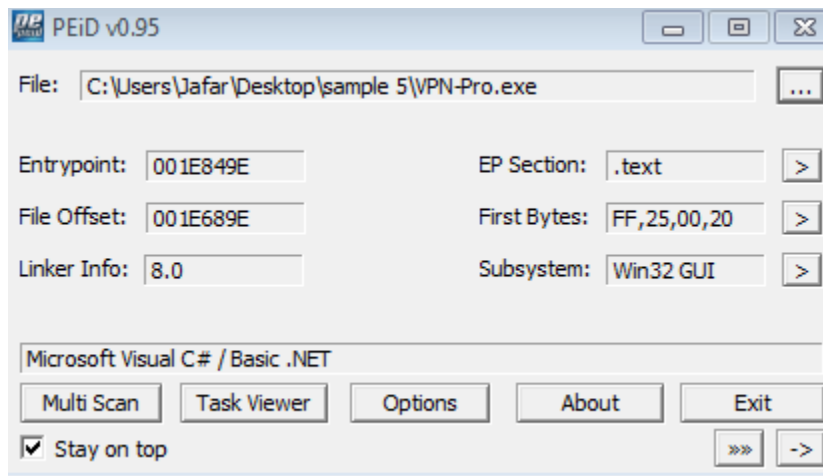 PEiD v0.95
File: C:\Users\Jafar\Desktop\sample 5\VPN-Pro.exe ...
Entrypoint: 001E849E EP Section: .text >
File Offset: 001E689E First Bytes: FF,25,00,20 >
Linker Info: 8.0 Subsystem: Win32 GUI >
Microsoft Visual C# / Basic .NET
Multi Scan Task Viewer Options About Exit
Stay on top »» ->